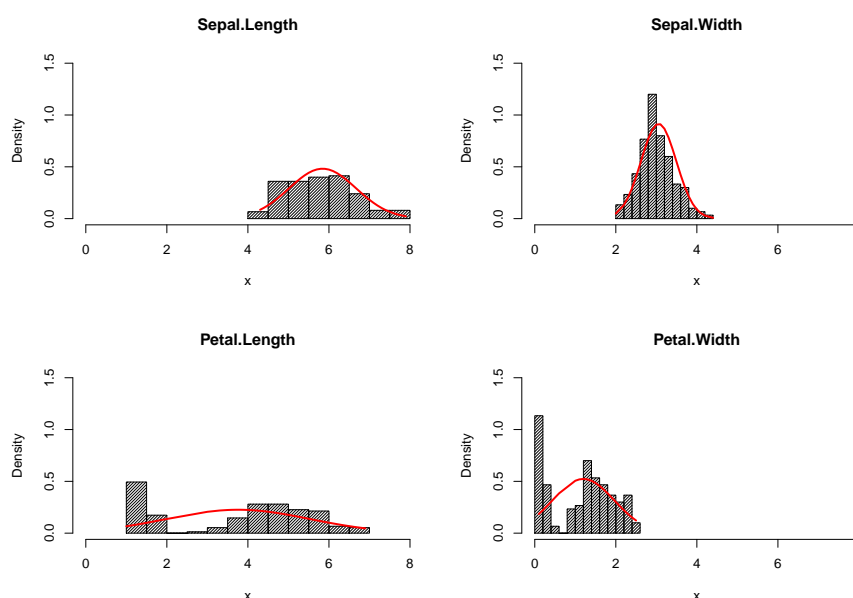 Sepal.Length
Density
0.0 0.5 1.0 1.5
0 2 4 6 8
x
Sepal.Width
Density
0.0 0.5 1.0 1.5
0 2 4 6
x
Petal.Length
Density
0.0 0.5 1.0 1.5
0 2 4 6 8
x
Petal.Width
Density
0.0 0.5 1.0 1.5
0 2 4 6
x